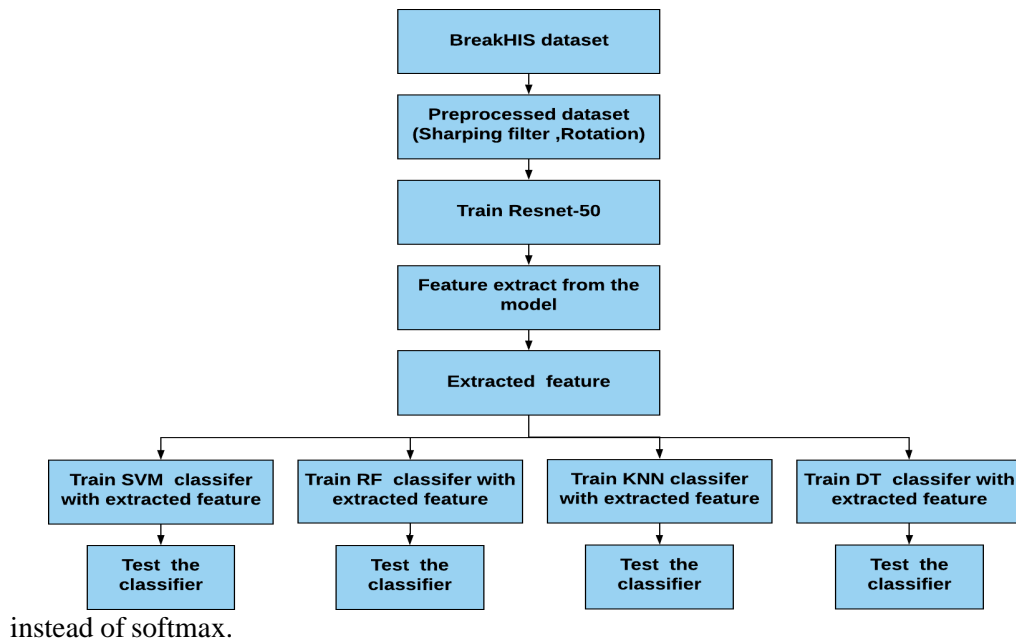 BreakHIS dataset
Preprocessed dataset
(Sharping filter ,Rotation)
Train Resnet-50
Feature extract from the
model
Extracted feature
Train SVM classifer
with extracted feature
Train RF classifer with
extracted feature
Train KNN classifer
with extracted feature
Train DT classifer with
extracted feature
Test the
classifier
Test the
classifier
Test the
classifier
Test the
classifier
instead of softmax.